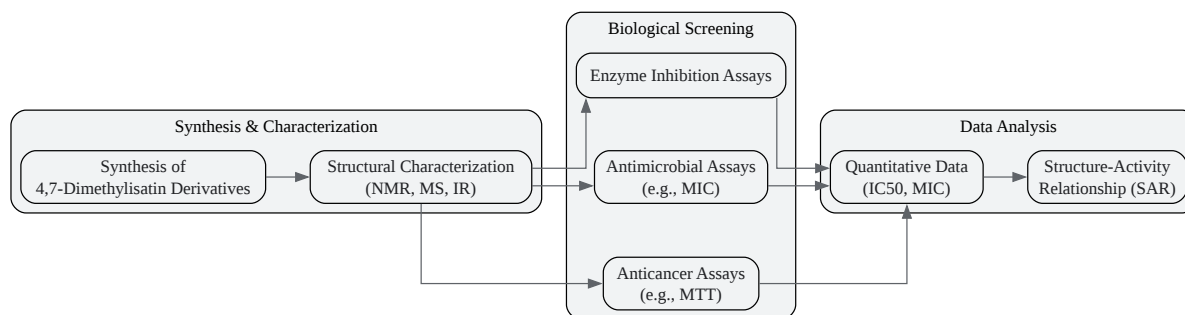 Synthesis & Characterization
Synthesis of
4,7-Dimethylisatin Derivatives
Structural Characterization
(NMR, MS, IR)
Biological Screening
Enzyme Inhibition Assays
Antimicrobial Assays
(e.g., MIC)
Anticancer Assays
(e.g., MTT)
Data Analysis
Quantitative Data
(IC50, MIC)
Structure-Activity
Relationship (SAR)